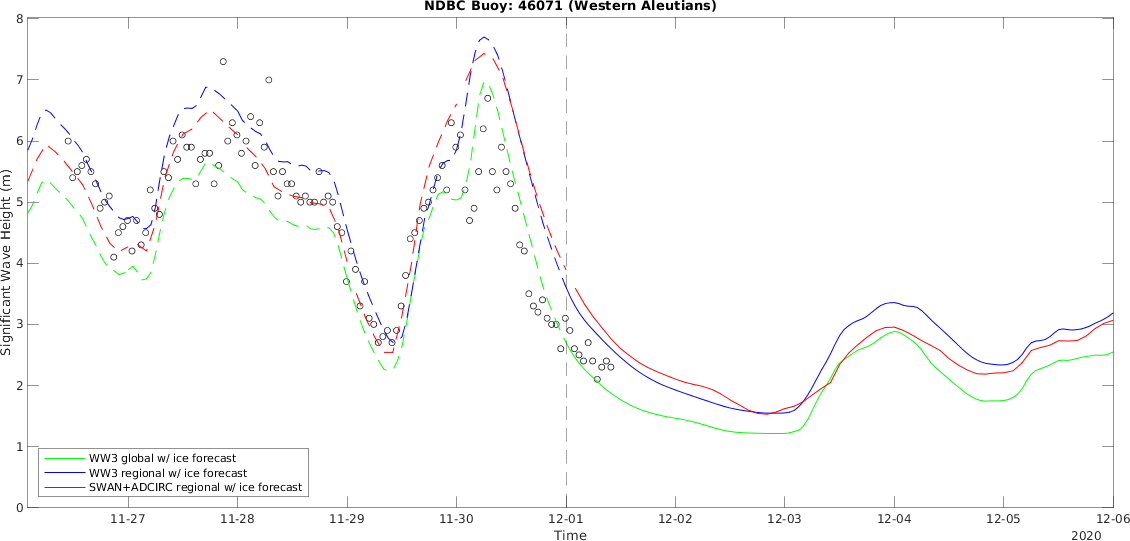 NDBC Buoy: 46071 (Western Aleutians)
8
7
6
5
4
3
2
1
0
Significant Wave Height (m)
WW3 global w/ ice forecast
WW3 regional w/ ice forecast
SWAN+ADCIRC regional w/ ice forecast
11-27 11-28 11-29 11-30 12-01 12-02 12-03 12-04 12-05 12-06
Time
2020